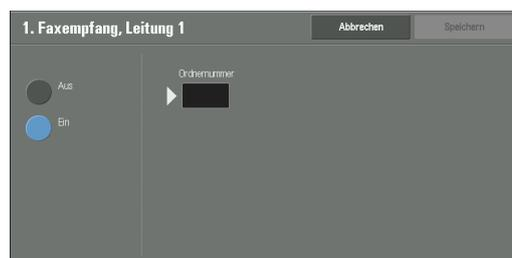 1. Faxempfang, Leitung 1
Abbrechen
Speichern
Aus
Ein
Ordnernummer